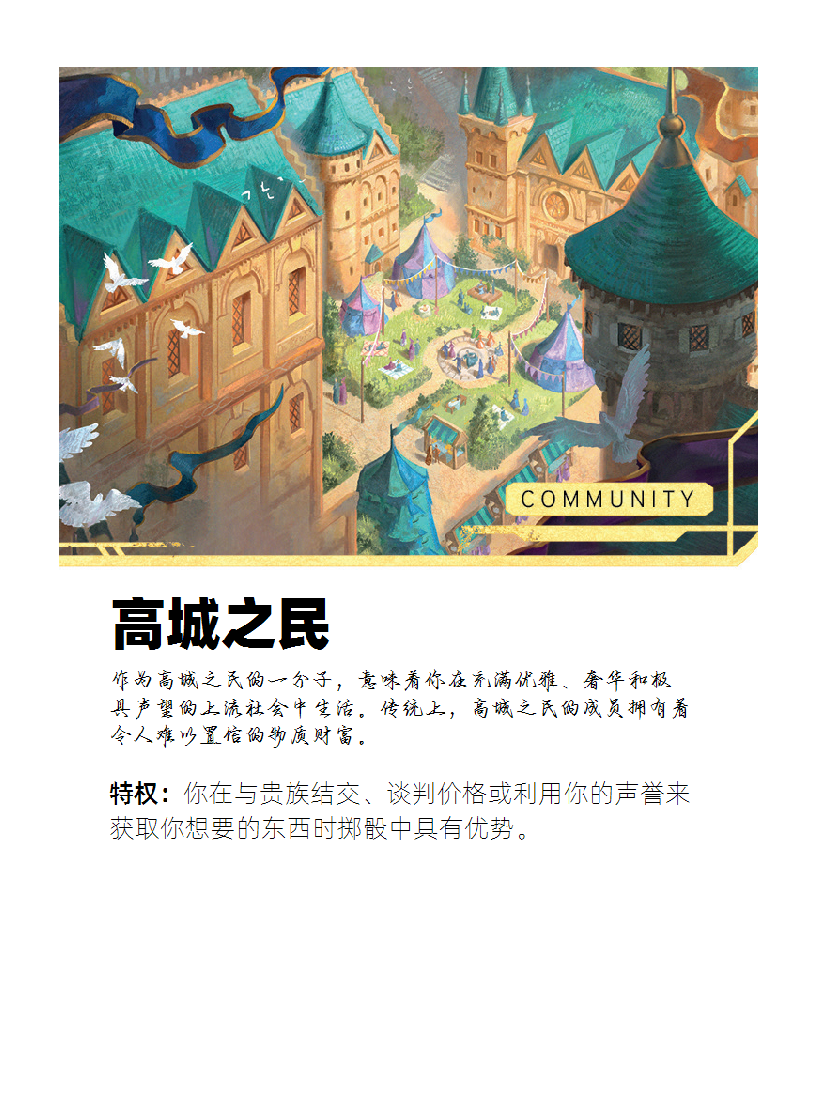 COMMUNITY
高城之民
作为高城之民的一分子，意味着你在充满优雅、奢华和极
具声望的上流社会中生活。传统上，高城之民的成员拥有着
令人难以置信的物质财富。
特权：你在与贵族结交、谈判价格或利用你的声誉来
获取你想要的东西时掷骰中具有优势。